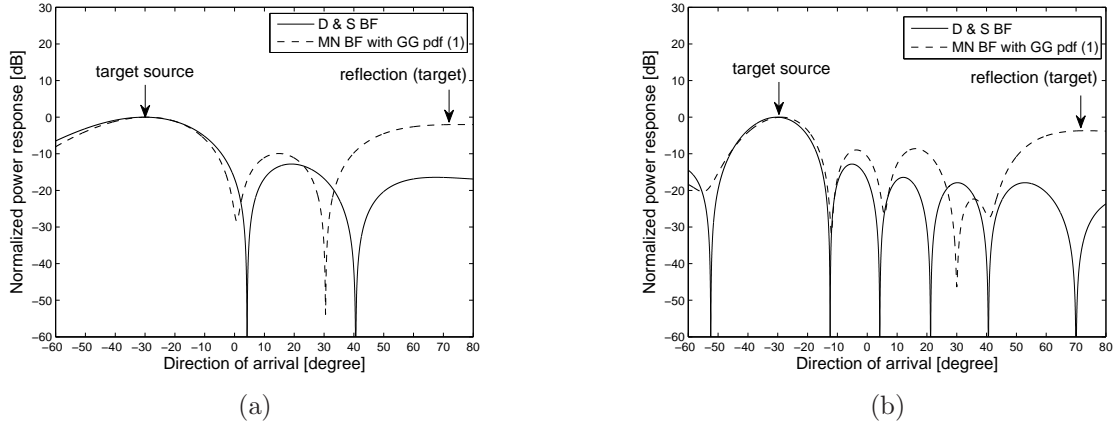 D & S BF
MN BF with GG pdf (1)
target source
reflection (target)
30
20
10
0
−10
−20
−30
−40
−50
−60
Normalized power response [dB]
−60 −50 −40 −30 −20 −10 0 10 20 30 40 50 60 70 80
Direction of arrival [degree]
(a)
D & S BF
MN BF with GG pdf (1)
target source
reflection (target)
30
20
10
0
−10
−20
−30
−40
−50
−60
Normalized power response [dB]
−60 −50 −40 −30 −20 −10 0 10 20 30 40 50 60 70 80
Direction of arrival [degree]
(b)